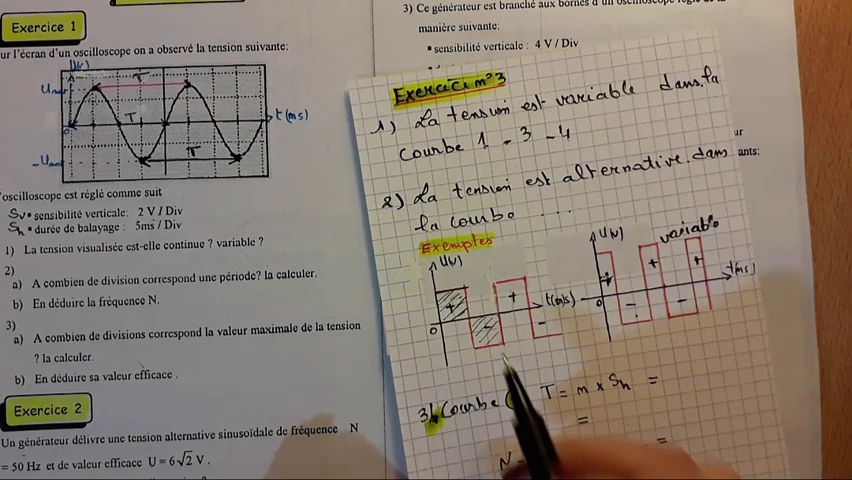 Exercice 1
ur l'écran d'un oscilloscope on a observé la tension suivante:
T
T
t(ms)
0
T
-Umax
'oscilloscope est réglé comme suit
Sv ▪ sensibilité verticale: 2 V / Div
Sh ▪ durée de balayage : 5ms / Div
1) La tension visualisée est-elle continue ? variable ?
2)
a) A combien de division correspond une période? la calculer.
b) En déduire la fréquence N.
3)
a) A combien de divisions correspond la valeur maximale de la tension
? la calculer.
b) En déduire sa valeur efficace .
Exercice 2
Un générateur délivre une tension alternative sinusoïdale de fréquence N
= 50 Hz et de valeur efficace U = 6√2 V .
3) Ce générateur est branché aux bornes d'un oscilloscope réglé de la
manière suivante:
▪ sensibilité verticale : 4 V / Div
ur
ants:
Exercice n°3
1) La tension est variable dans la
courbe 1 - 3 - 4
2) La tension est alternative dans
la courbe ...
Exemples
U(V)
+
-
+
-
0
t(m/s)
U(V)
variable
+
-
+
-
+
0
t(ms)
3) Courbe T = n x Sh =
=
N =